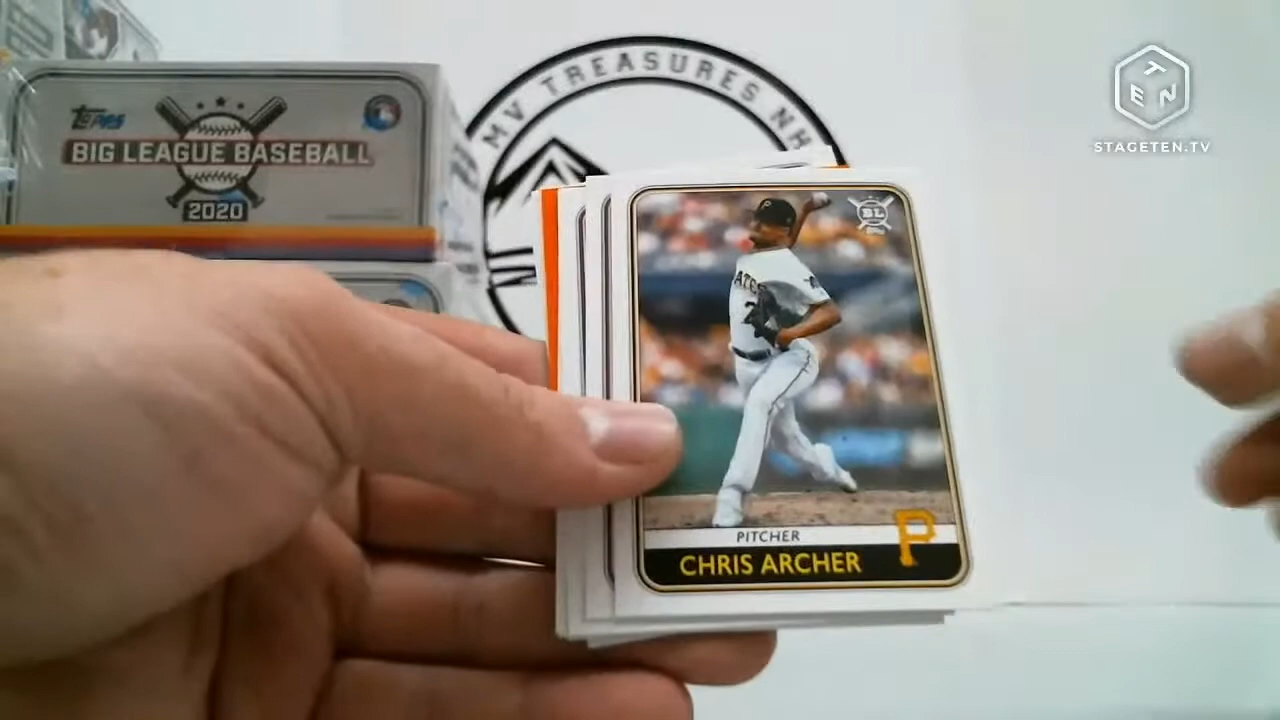 Topps
BIG LEAGUE BASEBALL
2020
MV TREASURES NH
TEN
STAGETEN.TV
BL
PITCHER
CHRIS ARCHER
P